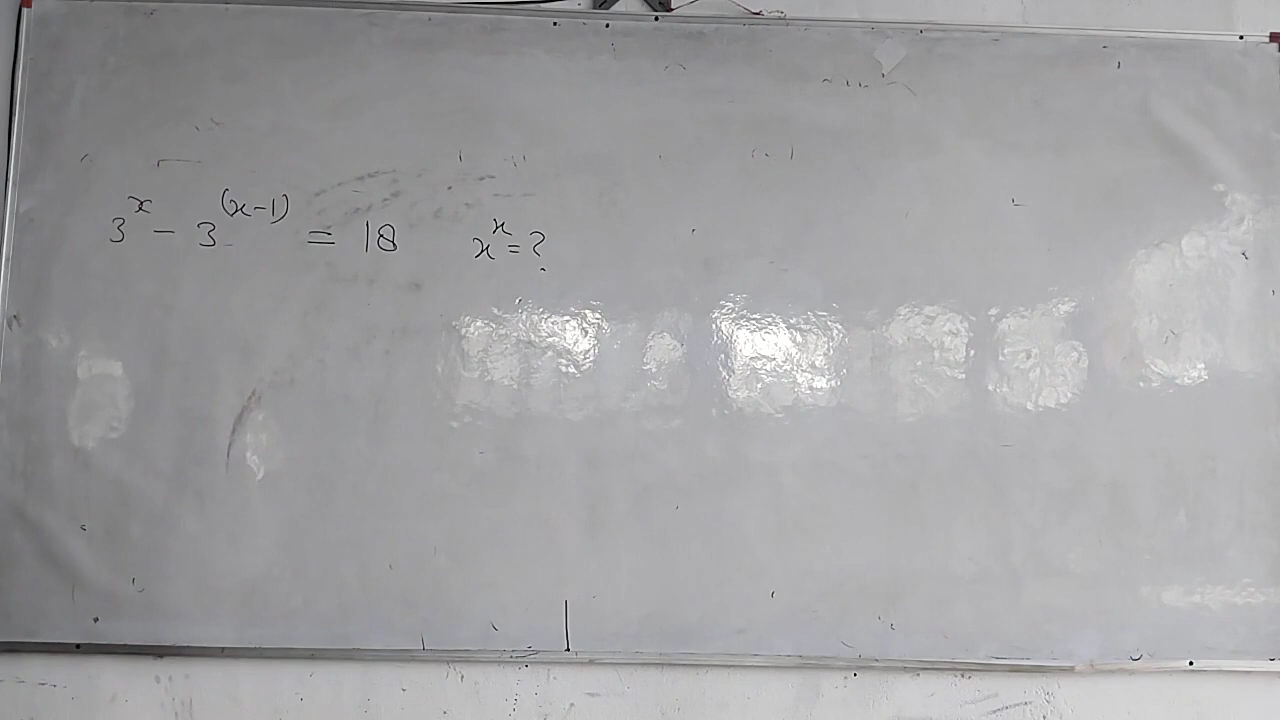 3^x - 3^(x-1) = 18 x^x = ?